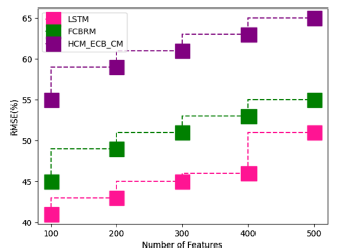 LSTM
FCBRM
HCM_ECB_CM
65
60
55
50
45
40
RMSE(%)
100 200 300 400 500
Number of Features